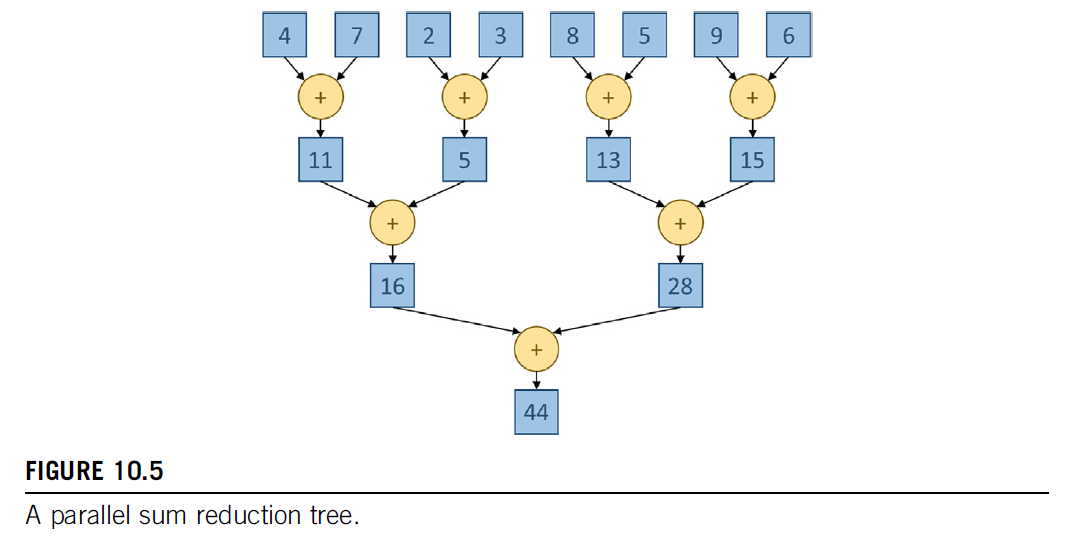 4 7 2 3 8 5 9 6
+ + + +
11 5 13 15
+ +
16 28
+
44
FIGURE 10.5
A parallel sum reduction tree.